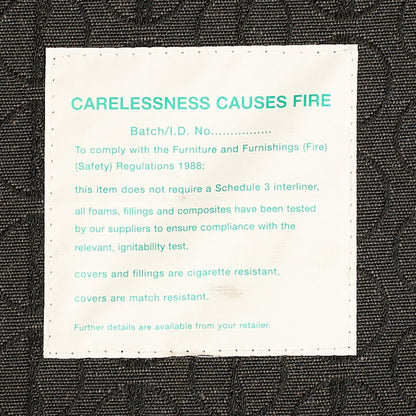 CARELESSNESS CAUSES FIRE
Batch/I.D. No................
To comply with the Furniture and Furnishings (Fire)
(Safety) Regulations 1988:
this item does not require a Schedule 3 interliner,
all foams, fillings and composites have been tested
by our suppliers to ensure compliance with the
relevant, ignitability test,
covers and fillings are cigarette resistant,
covers are match resistant.
Further details are available from your retailer.